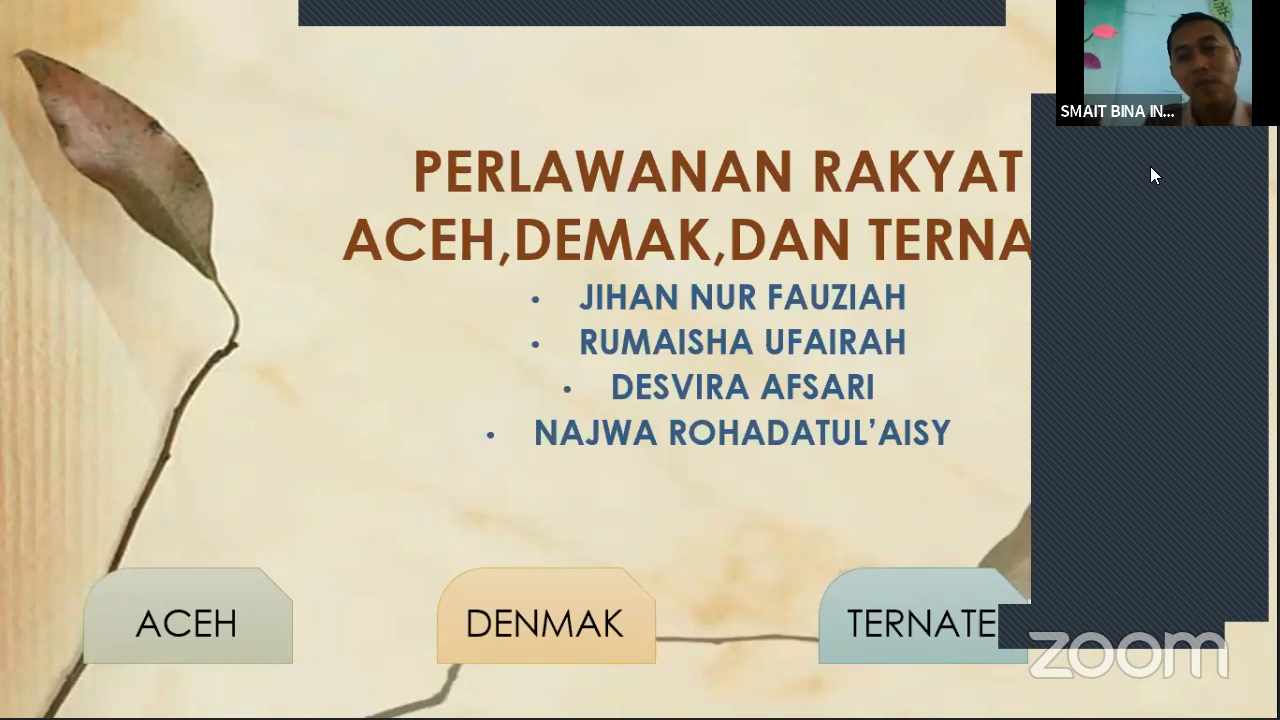 SMAIT BINA IN...
PERLAWANAN RAKYAT
ACEH,DEMAK,DAN TERNA
• JIHAN NUR FAUZIAH
• RUMAISHA UFAIRAH
• DESVIRA AFSARI
• NAJWA ROHADATUL’AISY
ACEH
DENMAK
TERNATE
zoom